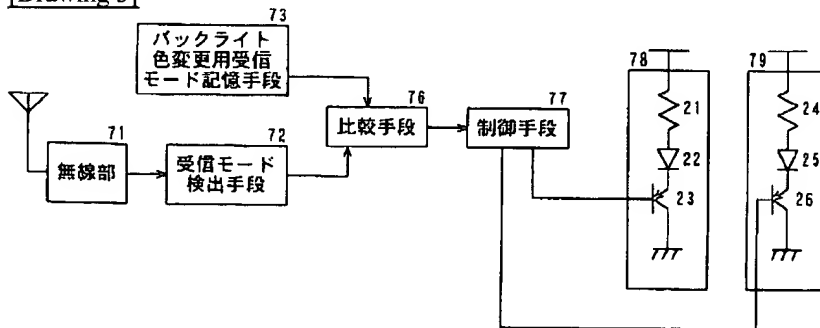 73
バックライト
色変更用受信
モード記憶手段
71
無線部
72
受信モード
検出手段
76
比較手段
77
制御手段
78
21
22
23
79
24
25
26